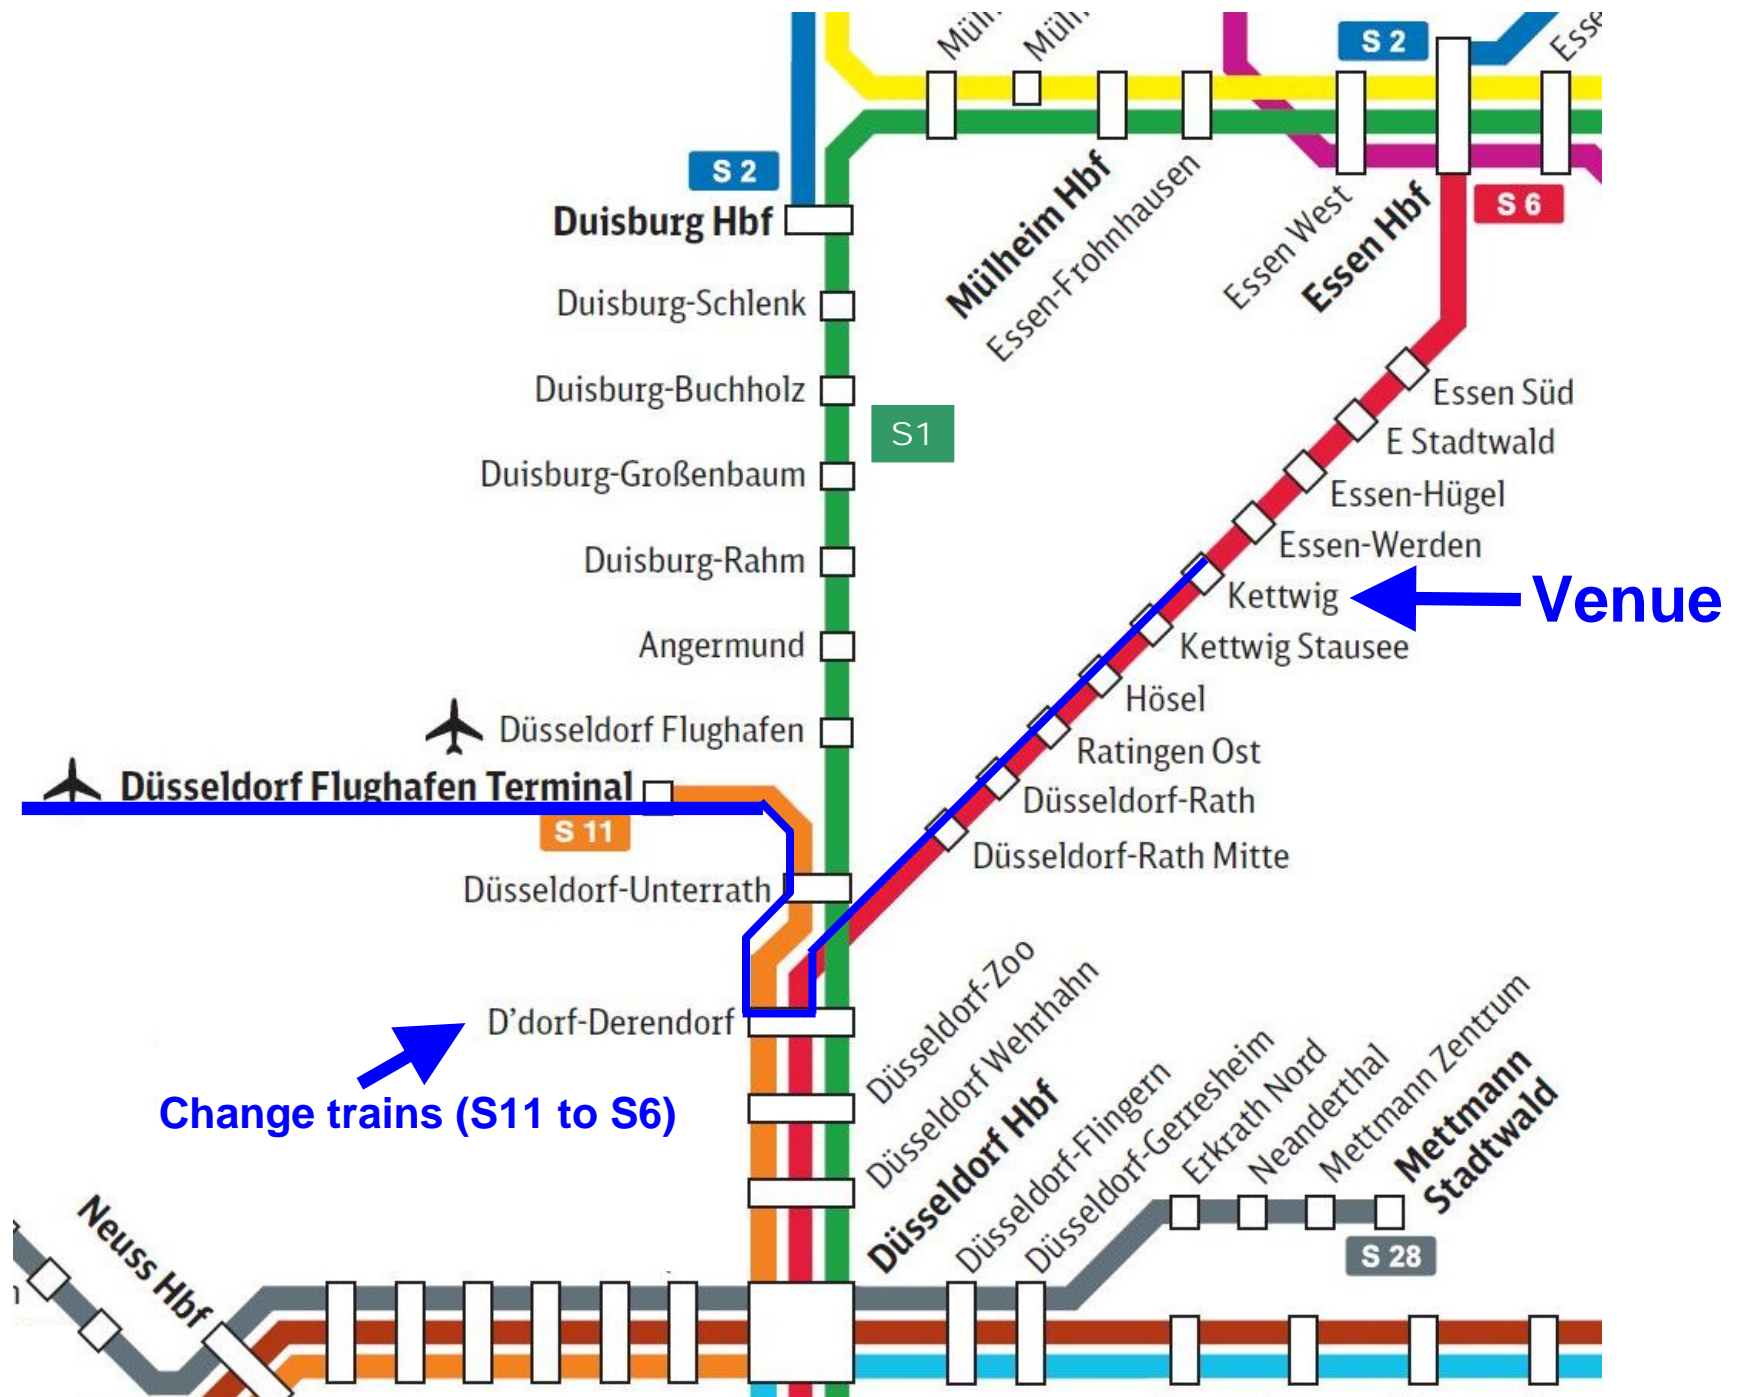 S 2
S 2
Duisburg Hbf
Mülheim Hbf
Essen-Frohnhausen
Essen West
Essen Hbf
S 6
Duisburg-Schlenk
Duisburg-Buchholz
S1
Duisburg-Großenbaum
Duisburg-Rahm
Angermund
Düsseldorf Flughafen
Düsseldorf Flughafen Terminal
S 11
Düsseldorf-Unterrath
D'dorf-Derendorf
Change trains (S11 to S6)
Essen Süd
E Stadtwald
Essen-Hügel
Essen-Werden
Kettwig
Venue
Kettwig Stausee
Hösel
Ratingen Ost
Düsseldorf-Rath
Düsseldorf-Rath Mitte
Düsseldorf-Zoo
Düsseldorf Wehrhahn
Düsseldorf Hbf
Düsseldorf-Flingern
Düsseldorf-Gerresheim
Erkrath Nord
Neanderthal
Mettmann Zentrum
Mettmann
Stadtwald
S 28
Neuss Hbf